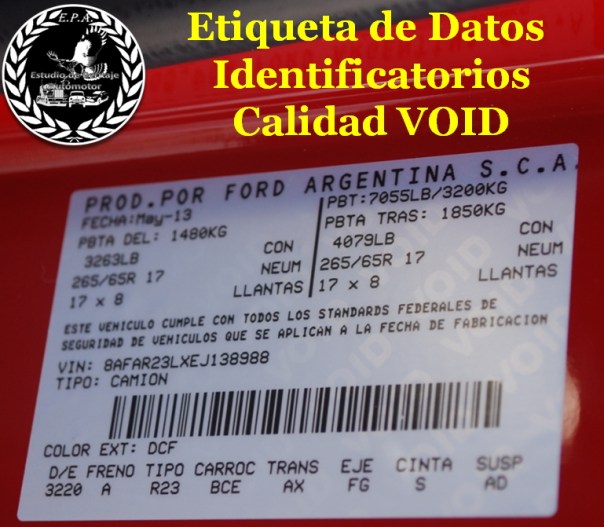 E.P.A.
Estudio de Peritaje
Automotor
Etiqueta de Datos
Identificatorios
Calidad VOID
PROD.POR FORD ARGENTINA S.C.A.
FECHA:May-13
PBTA DEL: 1480KG
3263LB
CON
265/65R 17
NEUM
17 x 8
LLANTAS
PBT:7055LB/3200KG
PBTA TRAS: 1850KG
4079LB
CON
265/65R 17
NEUM
17 x 8
LLANTAS
ESTE VEHICULO CUMPLE CON TODOS LOS STANDARDS FEDERALES DE
SEGURIDAD DE VEHICULOS QUE SE APLICAN A LA FECHA DE FABRICACION
VIN: 8AFAR23LXEJ138988
TIPO: CAMION
COLOR EXT: DCF
D/E FRENO TIPO CARROC TRANS EJE CINTA SUSP
3220 A R23 BCE AX FG S AD